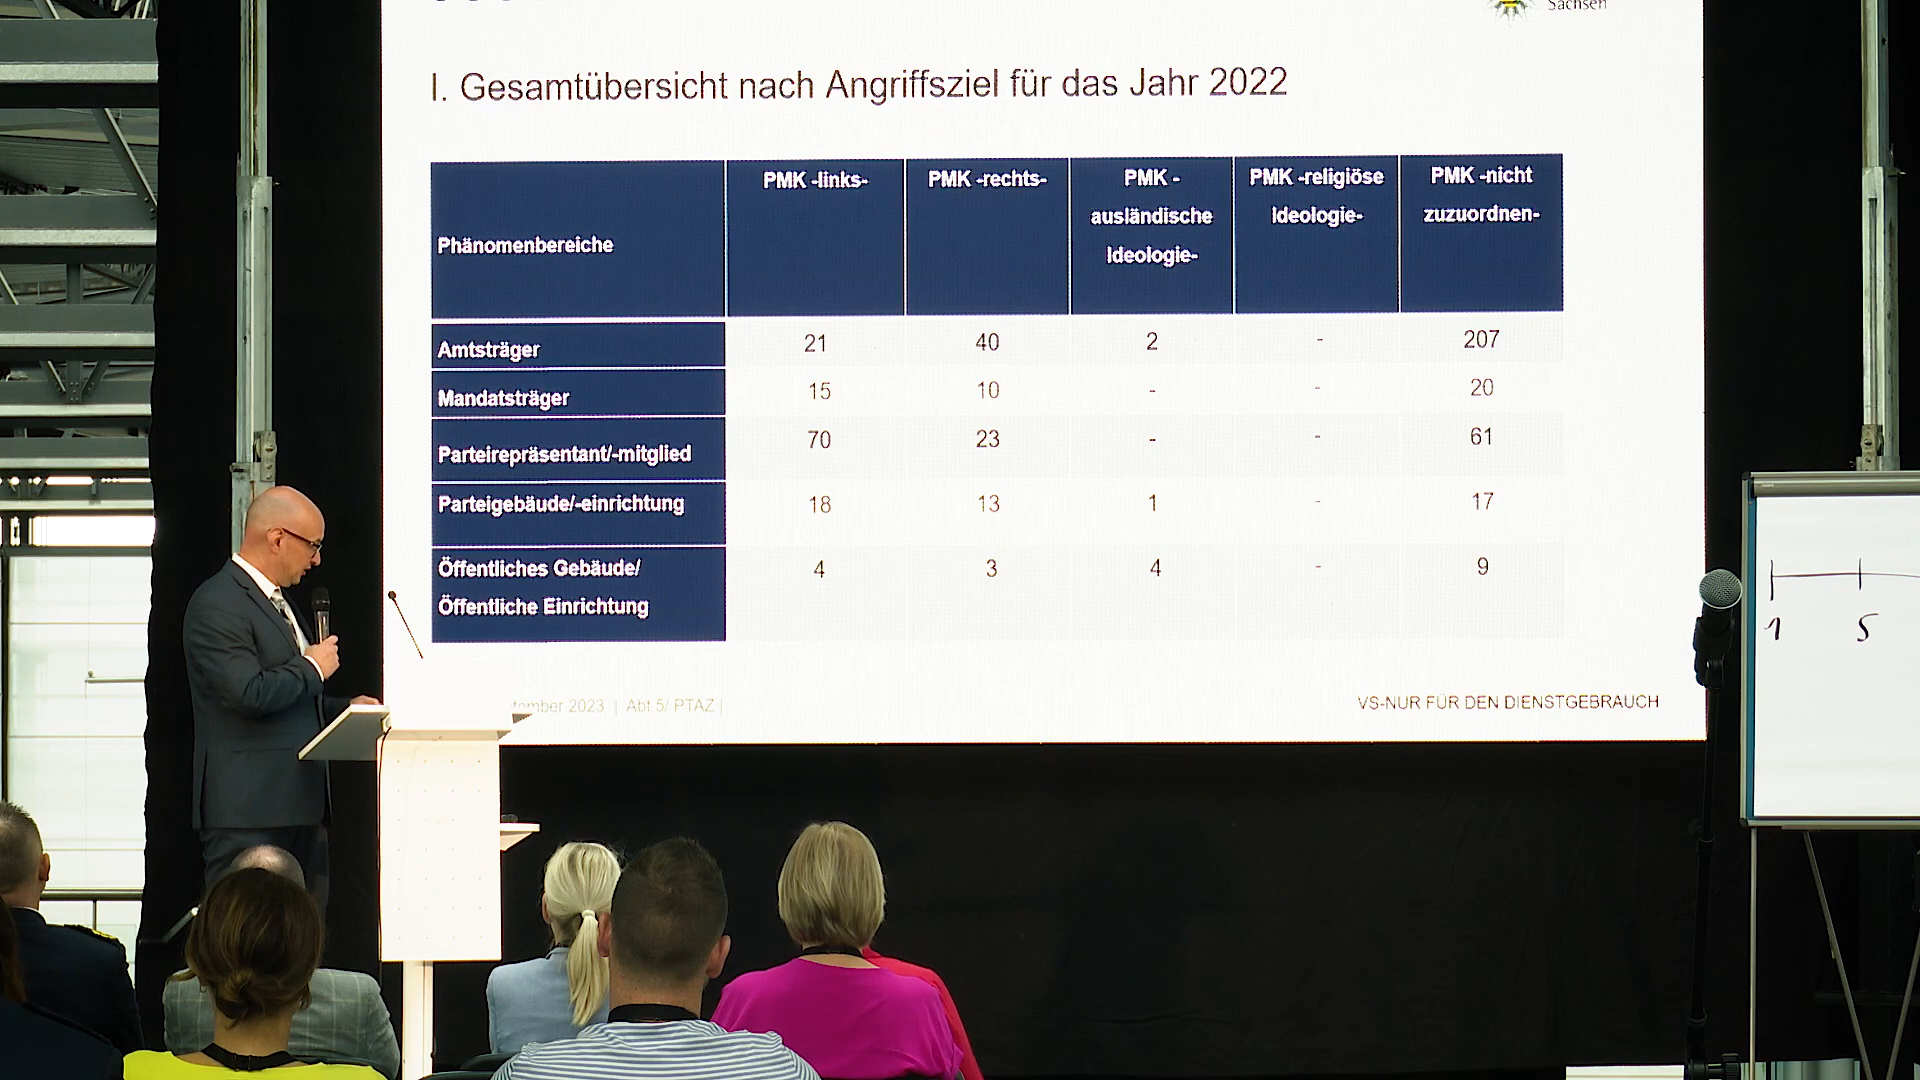 Sachsen
I. Gesamtübersicht nach Angriffsziel für das Jahr 2022
Phänomenbereiche
PMK -links-
PMK -rechts-
PMK -
ausländische
Ideologie-
PMK -religiöse
Ideologie-
PMK -nicht
zuzuordnen-
Amtsträger 21 40 2 - 207
Mandatsträger 15 10 - - 20
Parteirepräsentant/-mitglied 70 23 - - 61
Parteigebäude/-einrichtung 18 13 1 - 17
Öffentliches Gebäude/ 4 3 4 - 9
Öffentliche Einrichtung
2023 | Abt.5/ PTAZ |
VS-NUR FÜR DEN DIENSTGEBRAUCH
1 5